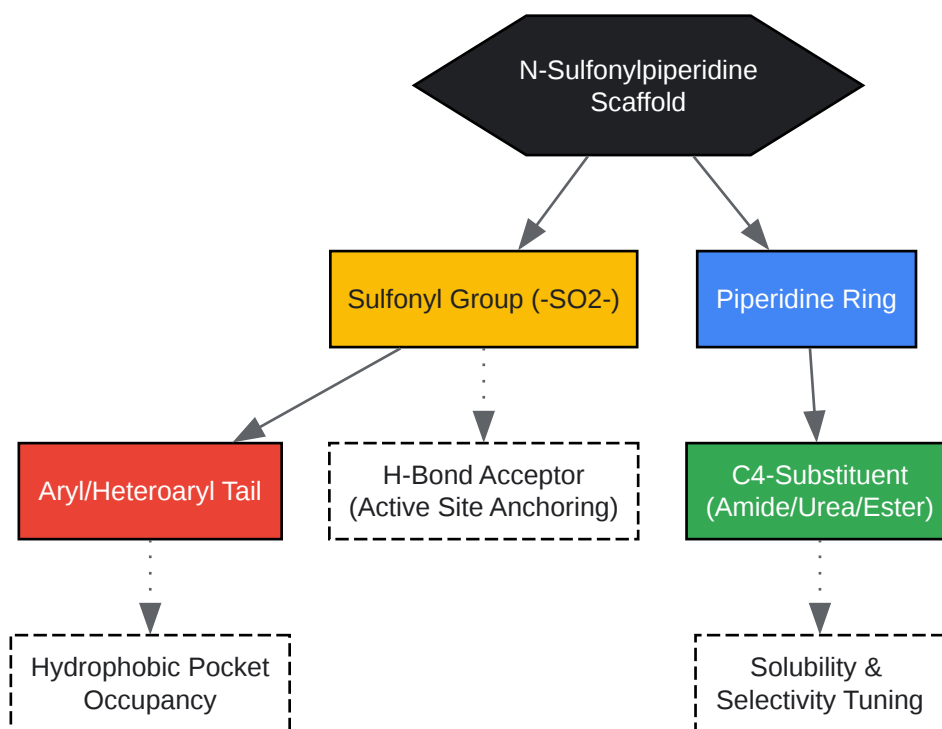 N-Sulfonylpiperidine
Scaffold
Sulfonyl Group (-SO2-)
Piperidine Ring
Aryl/Heteroaryl Tail
H-Bond Acceptor
(Active Site Anchoring)
C4-Substituent
(Amide/Urea/Ester)
Hydrophobic Pocket
Occupancy
Solubility &
Selectivity Tuning